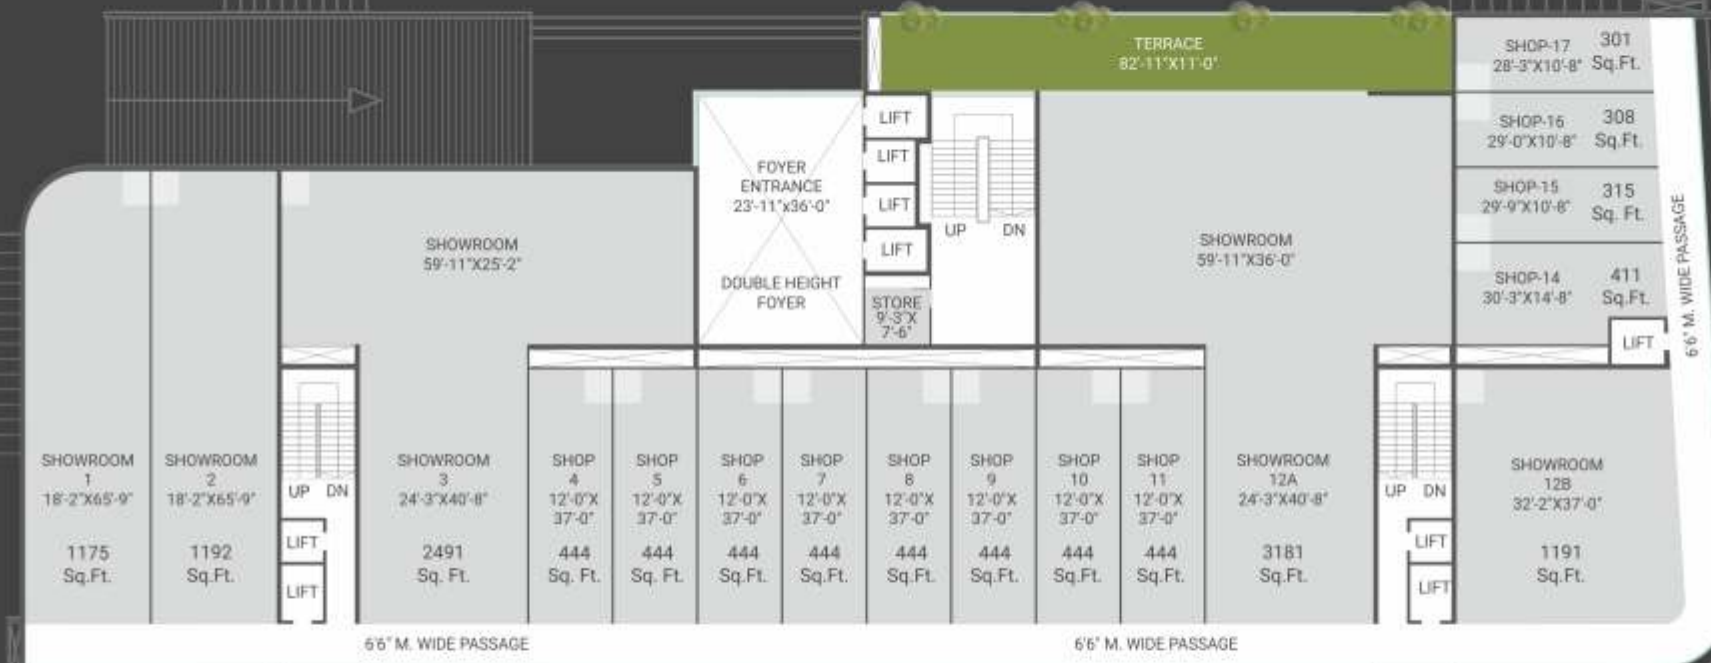 TERRACE
82'-11"X11'-0"
SHOP-17
28'-3"X10'-8"
301
Sq.Ft.
SHOP-16
29'-0"X10'-8"
308
Sq.Ft.
SHOP-15
29'-9"X10'-8"
315
Sq. Ft.
SHOP-14
30'-3"X14'-8"
411
Sq.Ft.
LIFT
6'6" M. WIDE PASSAGE
FOYER
ENTRANCE
23'-11"x36'-0"
DOUBLE HEIGHT
FOYER
LIFT
LIFT
LIFT
LIFT
UP DN
STORE
9'-3"X
7'-6"
SHOWROOM
59'-11"X25'-2"
SHOWROOM
59'-11"X36'-0"
SHOWROOM
1
18'-2"X65'-9"
1175
Sq.Ft.
SHOWROOM
2
18'-2"X65'-9"
1192
Sq.Ft.
UP DN
LIFT
LIFT
SHOWROOM
3
24'-3"X40'-8"
2491
Sq. Ft.
SHOP
4
12'-0"X
37'-0"
444
Sq. Ft.
SHOP
5
12'-0"X
37'-0"
444
Sq. Ft.
SHOP
6
12'-0"X
37'-0"
444
Sq.Ft.
SHOP
7
12'-0"X
37'-0"
444
Sq.Ft.
SHOP
8
12'-0"X
37'-0"
444
Sq.Ft.
SHOP
9
12'-0"X
37'-0"
444
Sq.Ft.
SHOP
10
12'-0"X
37'-0"
444
Sq.Ft.
SHOP
11
12'-0"X
37'-0"
444
Sq.Ft.
SHOWROOM
12A
24'-3"X40'-8"
3181
Sq.Ft.
UP DN
LIFT
LIFT
SHOWROOM
12B
32'-2"X37'-0"
1191
Sq.Ft.
6'6" M. WIDE PASSAGE
6'6" M. WIDE PASSAGE